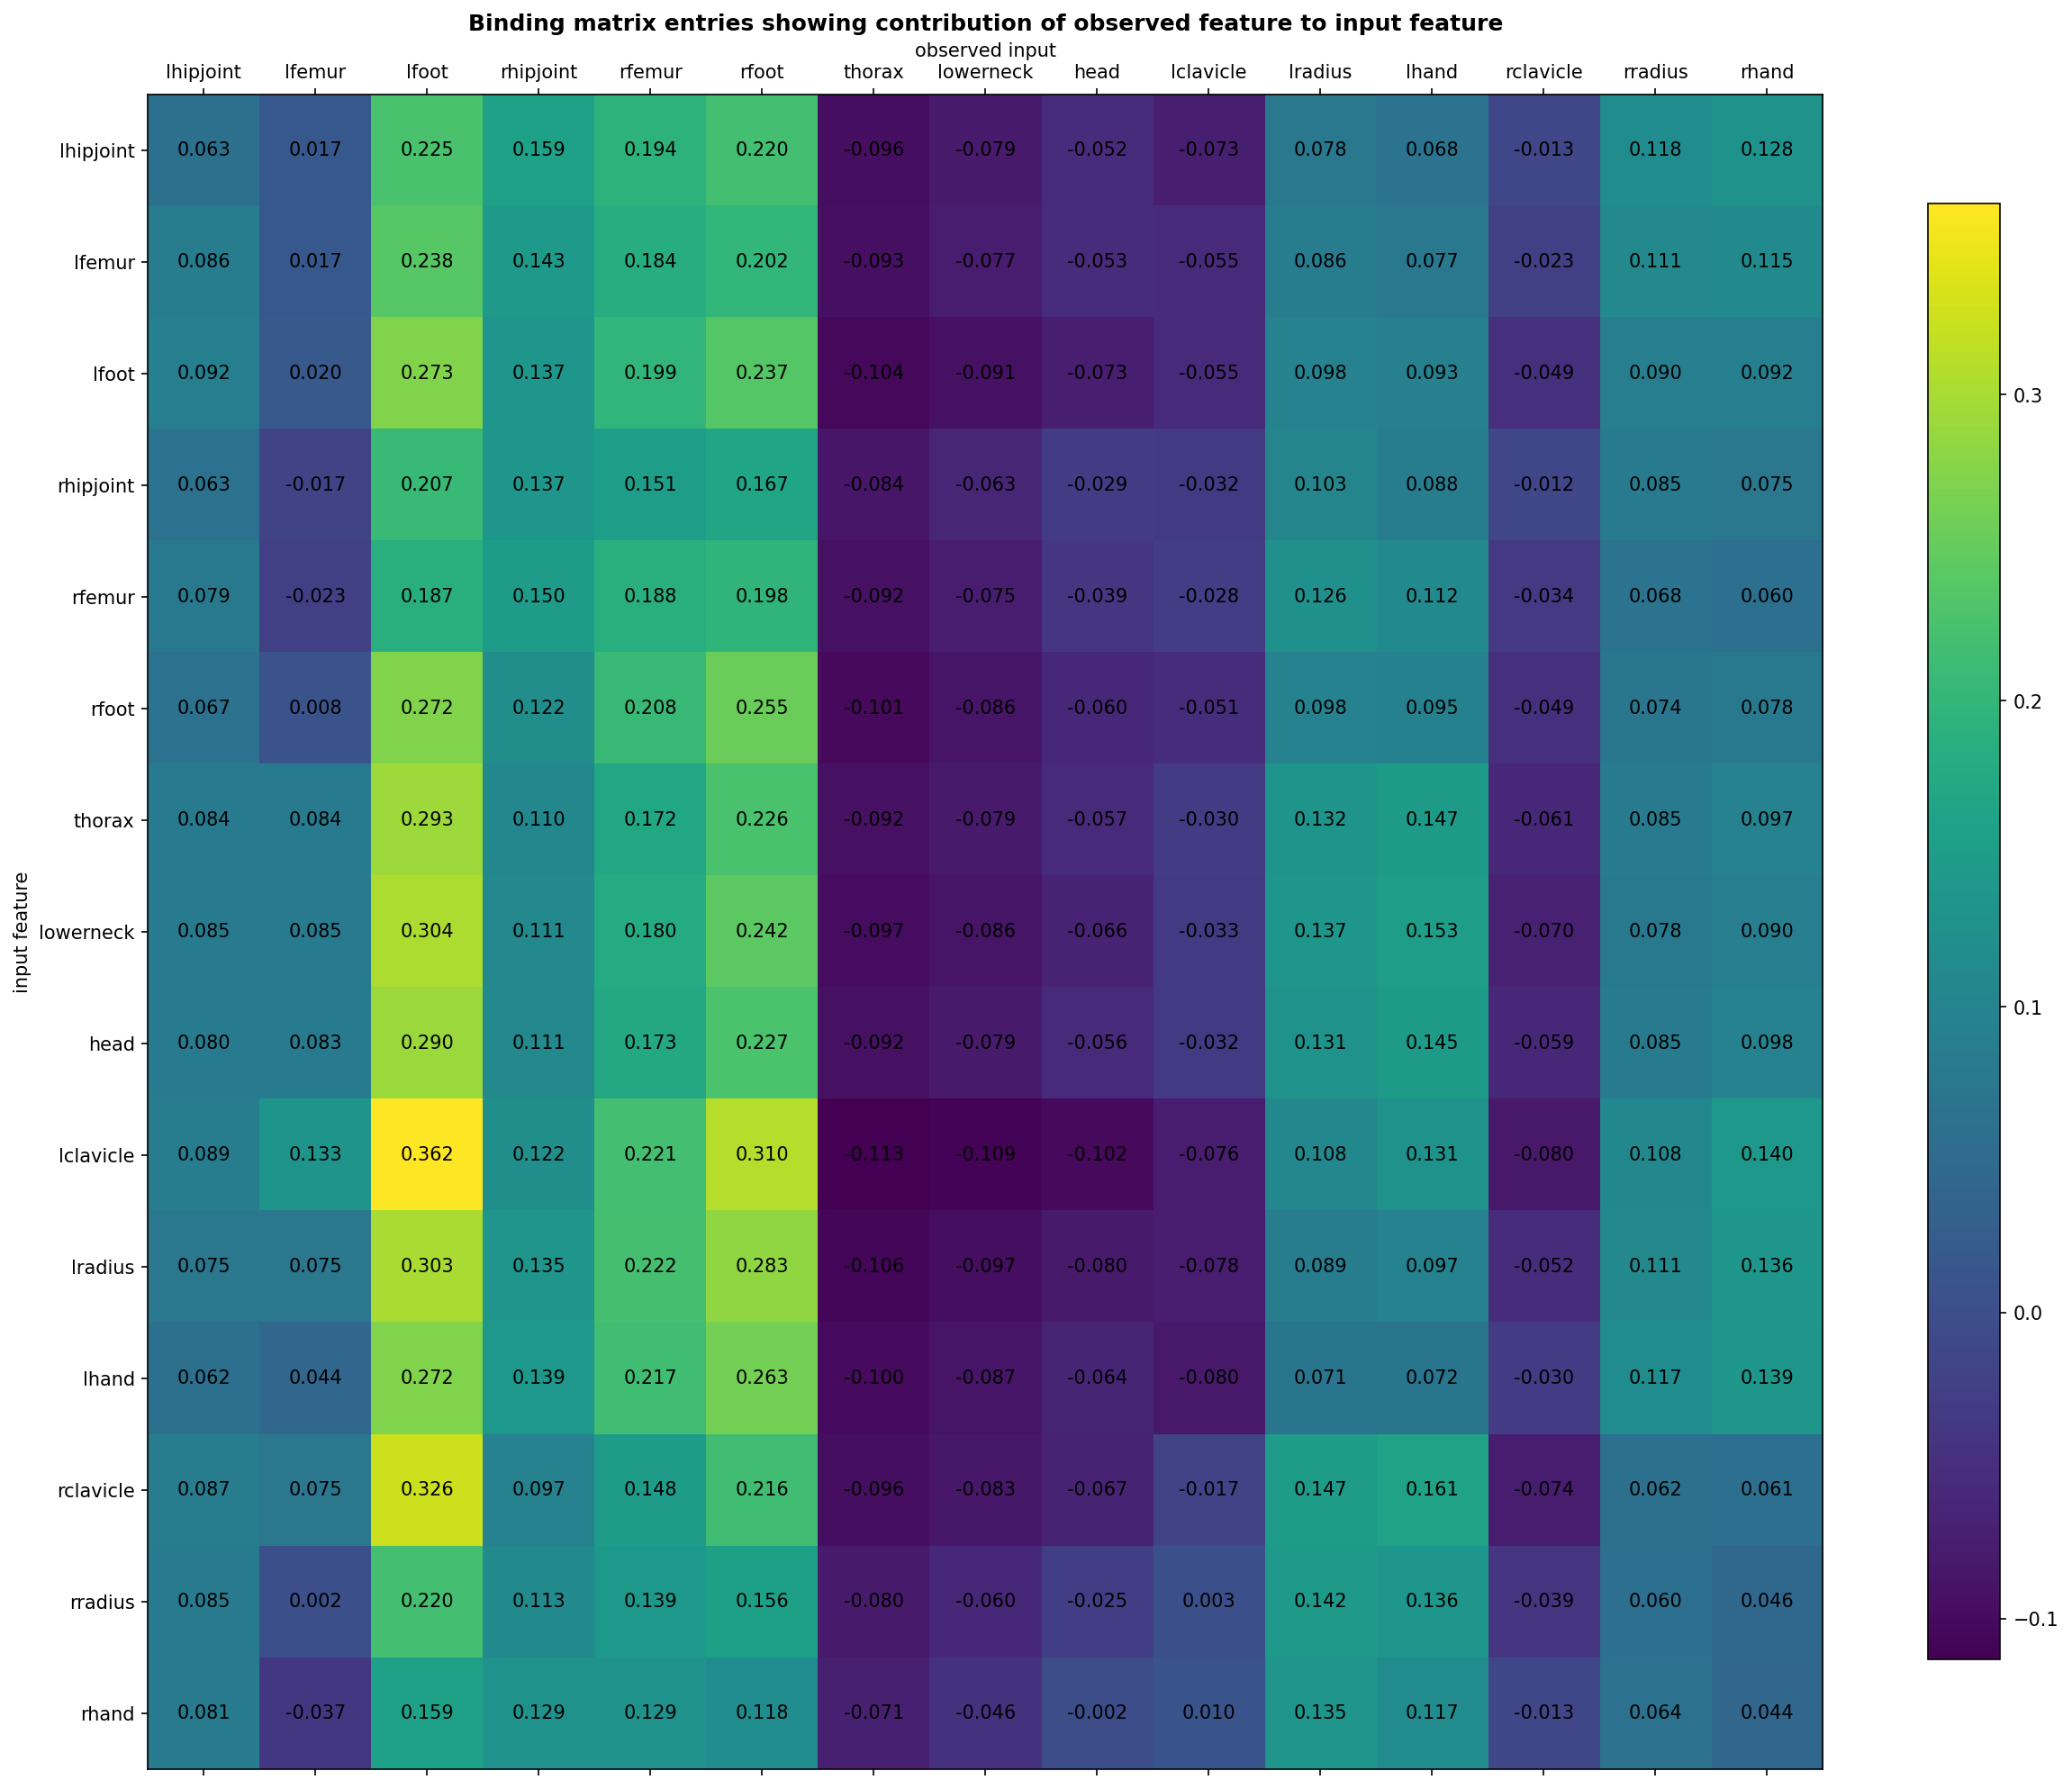 Binding matrix entries showing contribution of observed feature to input feature
observed input
lhipjoint lfemur lfoot rhipjoint rfemur rfoot thorax lowerneck head lclavicle lradius lhand rclavicle rradius rhand
input feature
lhipjoint 0.063 0.017 0.225 0.159 0.194 0.220 -0.096 -0.079 -0.052 -0.073 0.078 0.068 -0.013 0.118 0.128
lfemur 0.086 0.017 0.238 0.143 0.184 0.202 -0.093 -0.077 -0.053 -0.055 0.086 0.077 -0.023 0.111 0.115
lfoot 0.092 0.020 0.273 0.137 0.199 0.237 -0.104 -0.091 -0.073 -0.055 0.098 0.093 -0.049 0.090 0.092
rhipjoint 0.063 -0.017 0.207 0.137 0.151 0.167 -0.084 -0.063 -0.029 -0.032 0.103 0.088 -0.012 0.085 0.075
rfemur 0.079 -0.023 0.187 0.150 0.188 0.198 -0.092 -0.075 -0.039 -0.028 0.126 0.112 -0.034 0.068 0.060
rfoot 0.067 0.008 0.272 0.122 0.208 0.255 -0.101 -0.086 -0.060 -0.051 0.098 0.095 -0.049 0.074 0.078
thorax 0.084 0.084 0.293 0.110 0.172 0.226 -0.092 -0.079 -0.057 -0.030 0.132 0.147 -0.061 0.085 0.097
lowerneck 0.085 0.085 0.304 0.111 0.180 0.242 -0.097 -0.086 -0.066 -0.033 0.137 0.153 -0.070 0.078 0.090
head 0.080 0.083 0.290 0.111 0.173 0.227 -0.092 -0.079 -0.056 -0.032 0.131 0.145 -0.059 0.085 0.098
lclavicle 0.089 0.133 0.362 0.122 0.221 0.310 -0.113 -0.109 -0.102 -0.076 0.108 0.131 -0.080 0.108 0.140
lradius 0.075 0.075 0.303 0.135 0.222 0.283 -0.106 -0.097 -0.080 -0.078 0.089 0.097 -0.052 0.111 0.136
lhand 0.062 0.044 0.272 0.139 0.217 0.263 -0.100 -0.087 -0.064 -0.080 0.071 0.072 -0.030 0.117 0.139
rclavicle 0.087 0.075 0.326 0.097 0.148 0.216 -0.096 -0.083 -0.067 -0.017 0.147 0.161 -0.074 0.062 0.061
rradius 0.085 0.002 0.220 0.113 0.139 0.156 -0.080 -0.060 -0.025 0.003 0.142 0.136 -0.039 0.060 0.046
rhand 0.081 -0.037 0.159 0.129 0.129 0.118 -0.071 -0.046 -0.002 0.010 0.135 0.117 -0.013 0.064 0.044
0.3
0.2
0.1
0.0
−0.1